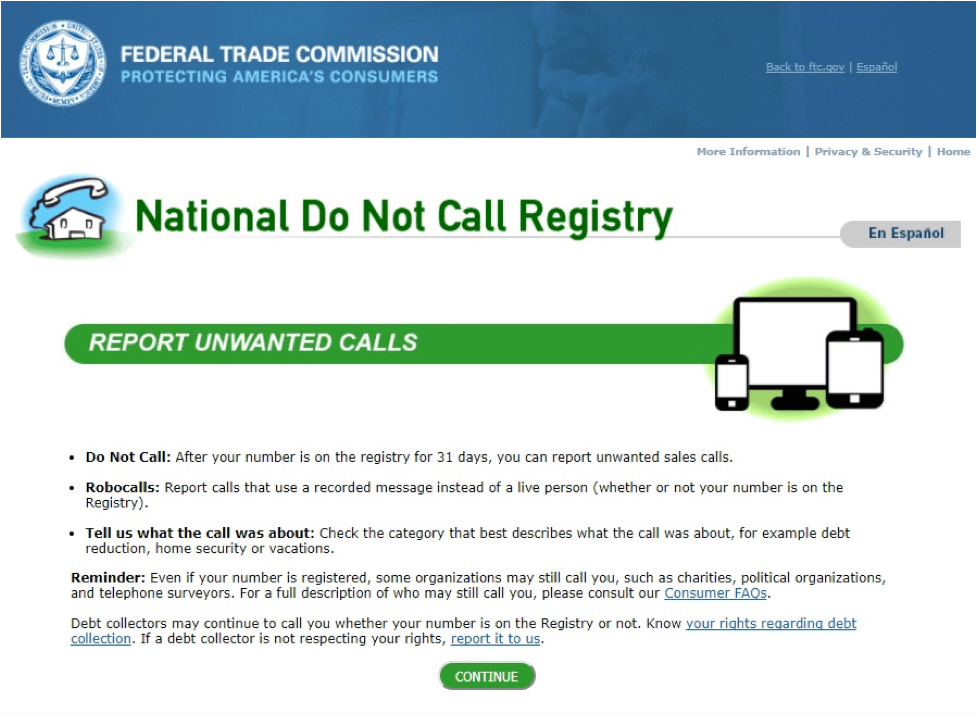 FEDERAL TRADE COMMISSION
PROTECTING AMERICA'S CONSUMERS
Back to ftc.gov | Español
More Information | Privacy & Security | Home
National Do Not Call Registry
En Español
REPORT UNWANTED CALLS
• Do Not Call: After your number is on the registry for 31 days, you can report unwanted sales calls.
• Robocalls: Report calls that use a recorded message instead of a live person (whether or not your number is on the
Registry).
• Tell us what the call was about: Check the category that best describes what the call was about, for example debt
reduction, home security or vacations.
Reminder: Even if your number is registered, some organizations may still call you, such as charities, political organizations,
and telephone surveyors. For a full description of who may still call you, please consult our Consumer FAQs.
Debt collectors may continue to call you whether your number is on the Registry or not. Know your rights regarding debt
collection. If a debt collector is not respecting your rights, report it to us.
CONTINUE